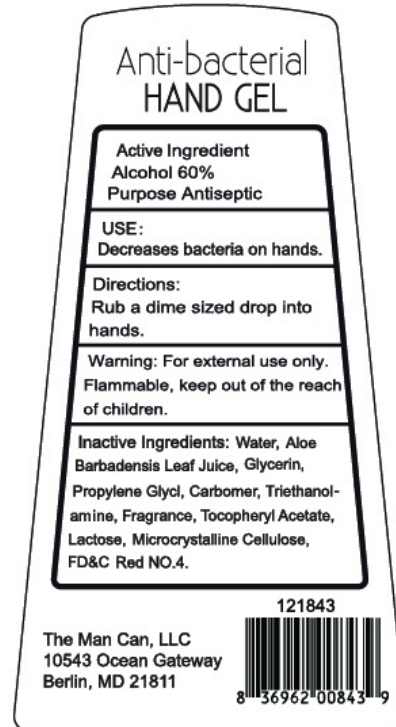 Anti-bacterial
HAND GEL
Active Ingredient
Alcohol 60%
Purpose Antiseptic
USE:
Decreases bacteria on hands.
Directions:
Rub a dime sized drop into
hands.
Warning: For external use only.
Flammable, keep out of the reach
of children.
Inactive Ingredients: Water, Aloe
Barbadensis Leaf Juice, Glycerin,
Propylene Glycl, Carbomer, Triethanol-
amine, Fragrance, Tocopheryl Acetate,
Lactose, Microcrystalline Cellulose,
FD&C Red NO.4.
The Man Can, LLC
10543 Ocean Gateway
Berlin, MD 21811
121843
8 36962 00843 9